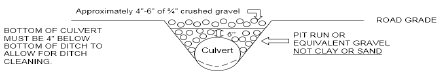 Approximately 4"-6" of ¾" crushed gravel
ROAD GRADE
BOTTOM OF CULVERT
MUST BE 4" BELOW
BOTTOM OF DITCH TO
ALLOW FOR DITCH
CLEANING.
6"
Culvert
PIT RUN OR
EQUIVALENT GRAVEL
NOT CLAY OR SAND